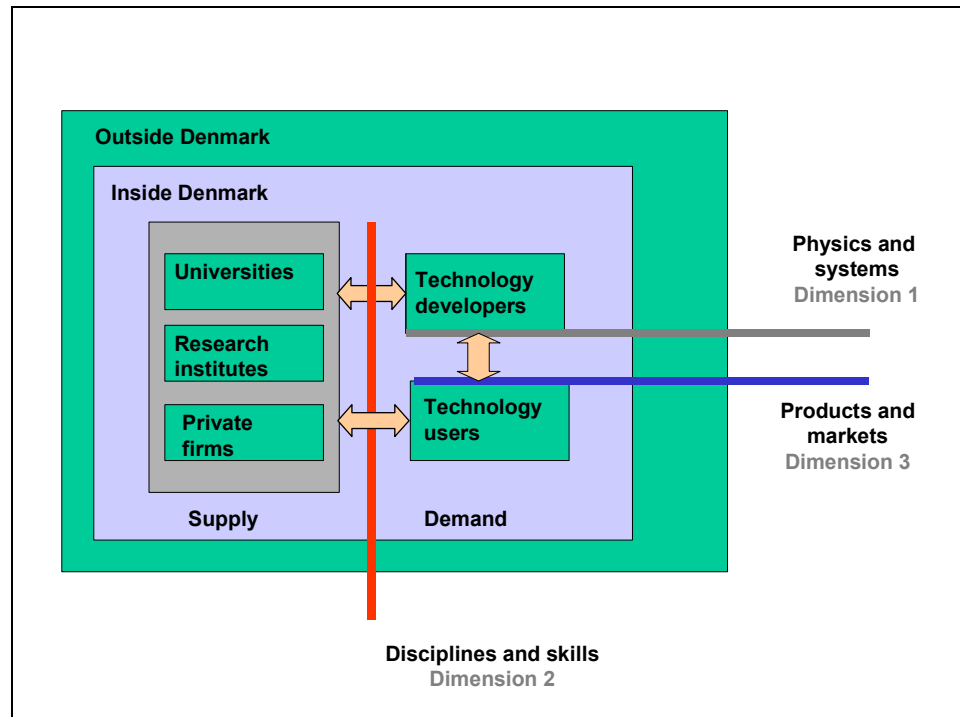 Outside Denmark
Inside Denmark
Universities
Research
institutes
Private
firms
Supply
Technology
developers
Technology
users
Demand
Physics and
systems
Dimension 1
Products and
markets
Dimension 3
Disciplines and skills
Dimension 2